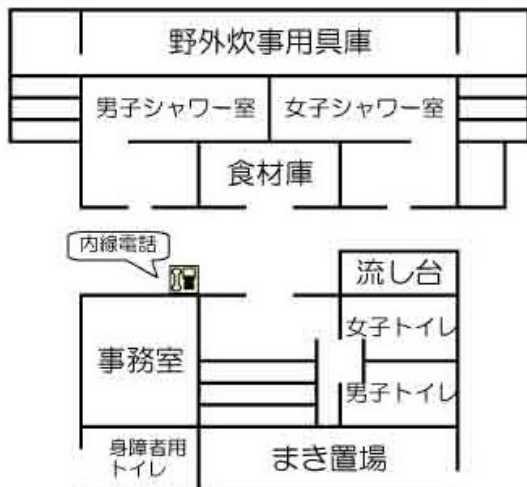 野外炊事用具庫
男子シャワー室
女子シャワー室
食材庫
内線電話
流し台
女子トイレ
事務室
男子トイレ
身障者用
トイレ
まき置場